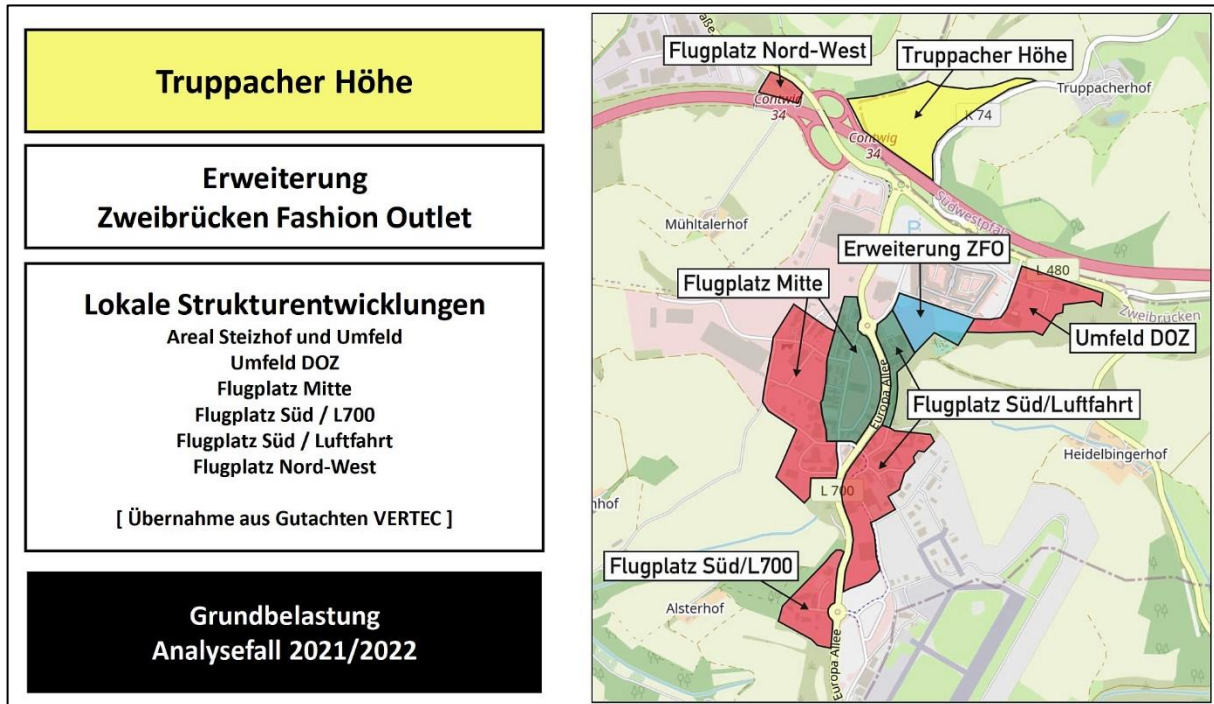 Truppacher Höhe
Erweiterung
Zweibrücken Fashion Outlet
Lokale Strukturentwicklungen
Areal Steizhof und Umfeld
Umfeld DOZ
Flugplatz Mitte
Flugplatz Süd / L700
Flugplatz Süd / Luftfahrt
Flugplatz Nord-West
[ Übernahme aus Gutachten VERTEC ]
Grundbelastung
Analysefall 2021/2022
Flugplatz Nord-West
Truppacher Höhe
Truppacherhof
Contwig
34
K 74
Contwig
34
Mühltalerhof
Südwestpfal
P
Erweiterung ZFO
L 480
Flugplatz Mitte
Zweibrücken
Umfeld DOZ
Europa Allee
Flugplatz Süd/Luftfahrt
Heidelbingerhof
L 700
nhof
Flugplatz Süd/L700
Alsterhof
Europa Allee